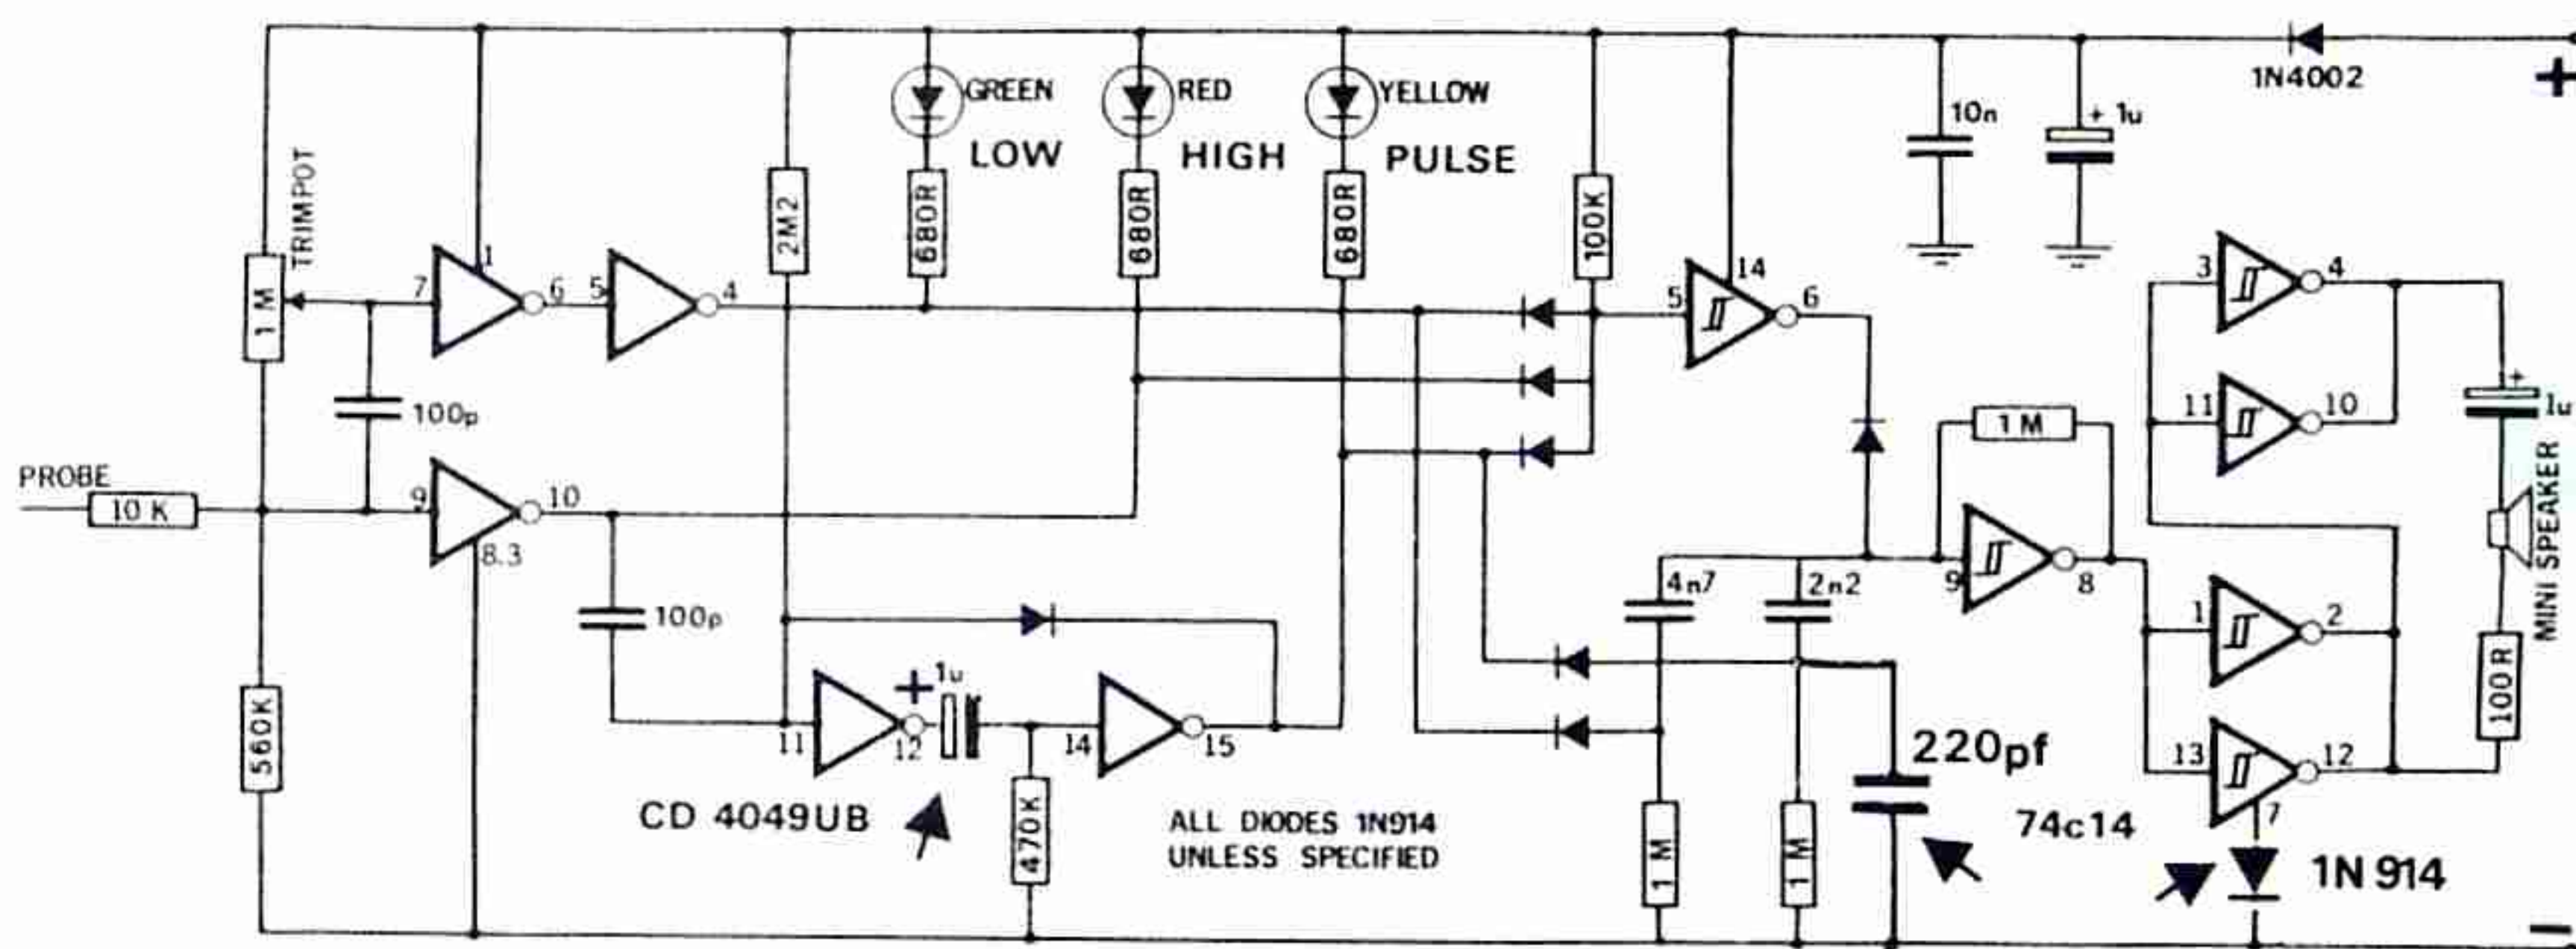 1N4002
+
GREEN
LOW
RED
HIGH
YELLOW
PULSE
10n
+ 1u
TRIMPOT
1 M
2M2
680R
680R
680R
100K
7
1
6
5
4
5
14
6
3
4
11
10
+
1u
MINI SPEAKER
100p
PROBE
10 K
9
10
8.3
1 M
9
8
4n7
2n2
1
2
100p
560K
11
12
+
1u
14
15
470K
CD 4049UB
ALL DIODES 1N914
UNLESS SPECIFIED
1 M
1 M
220pf
74c14
13
12
7
100R
1N 914
−